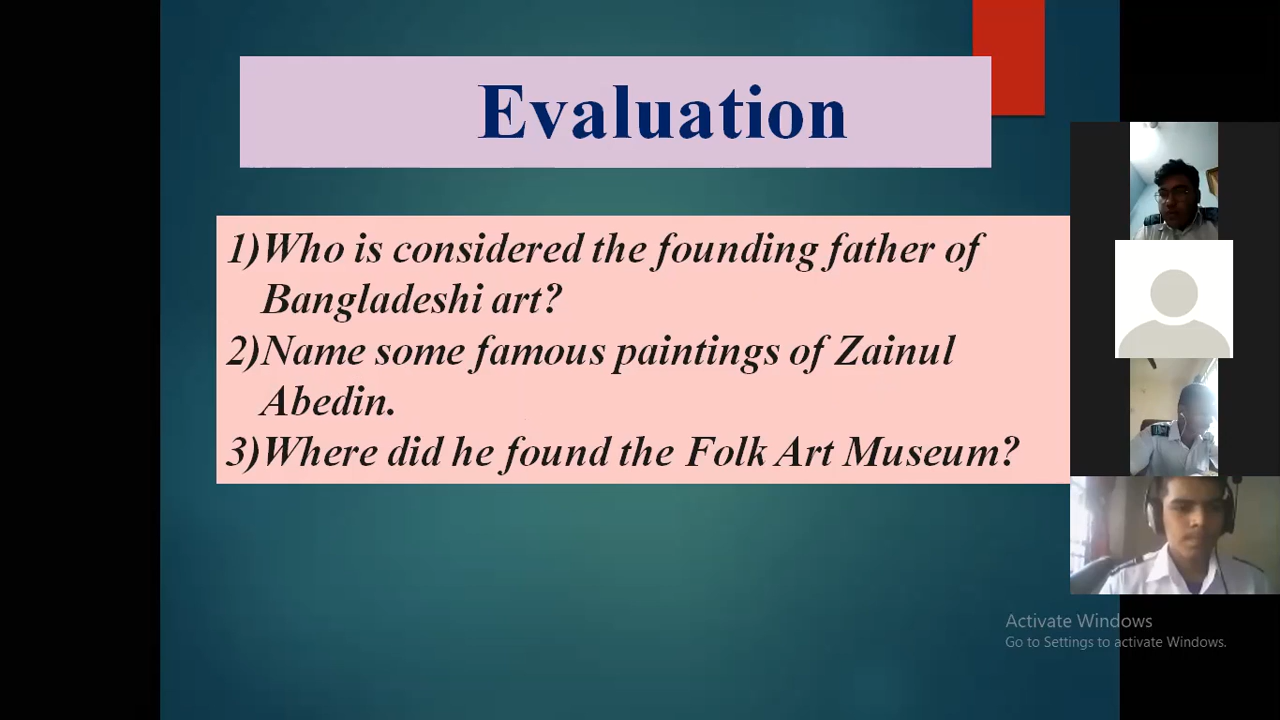 Evaluation
1)Who is considered the founding father of
Bangladeshi art?
2)Name some famous paintings of Zainul
Abedin.
3)Where did he found the Folk Art Museum?
Activate Windows
Go to Settings to activate Windows.